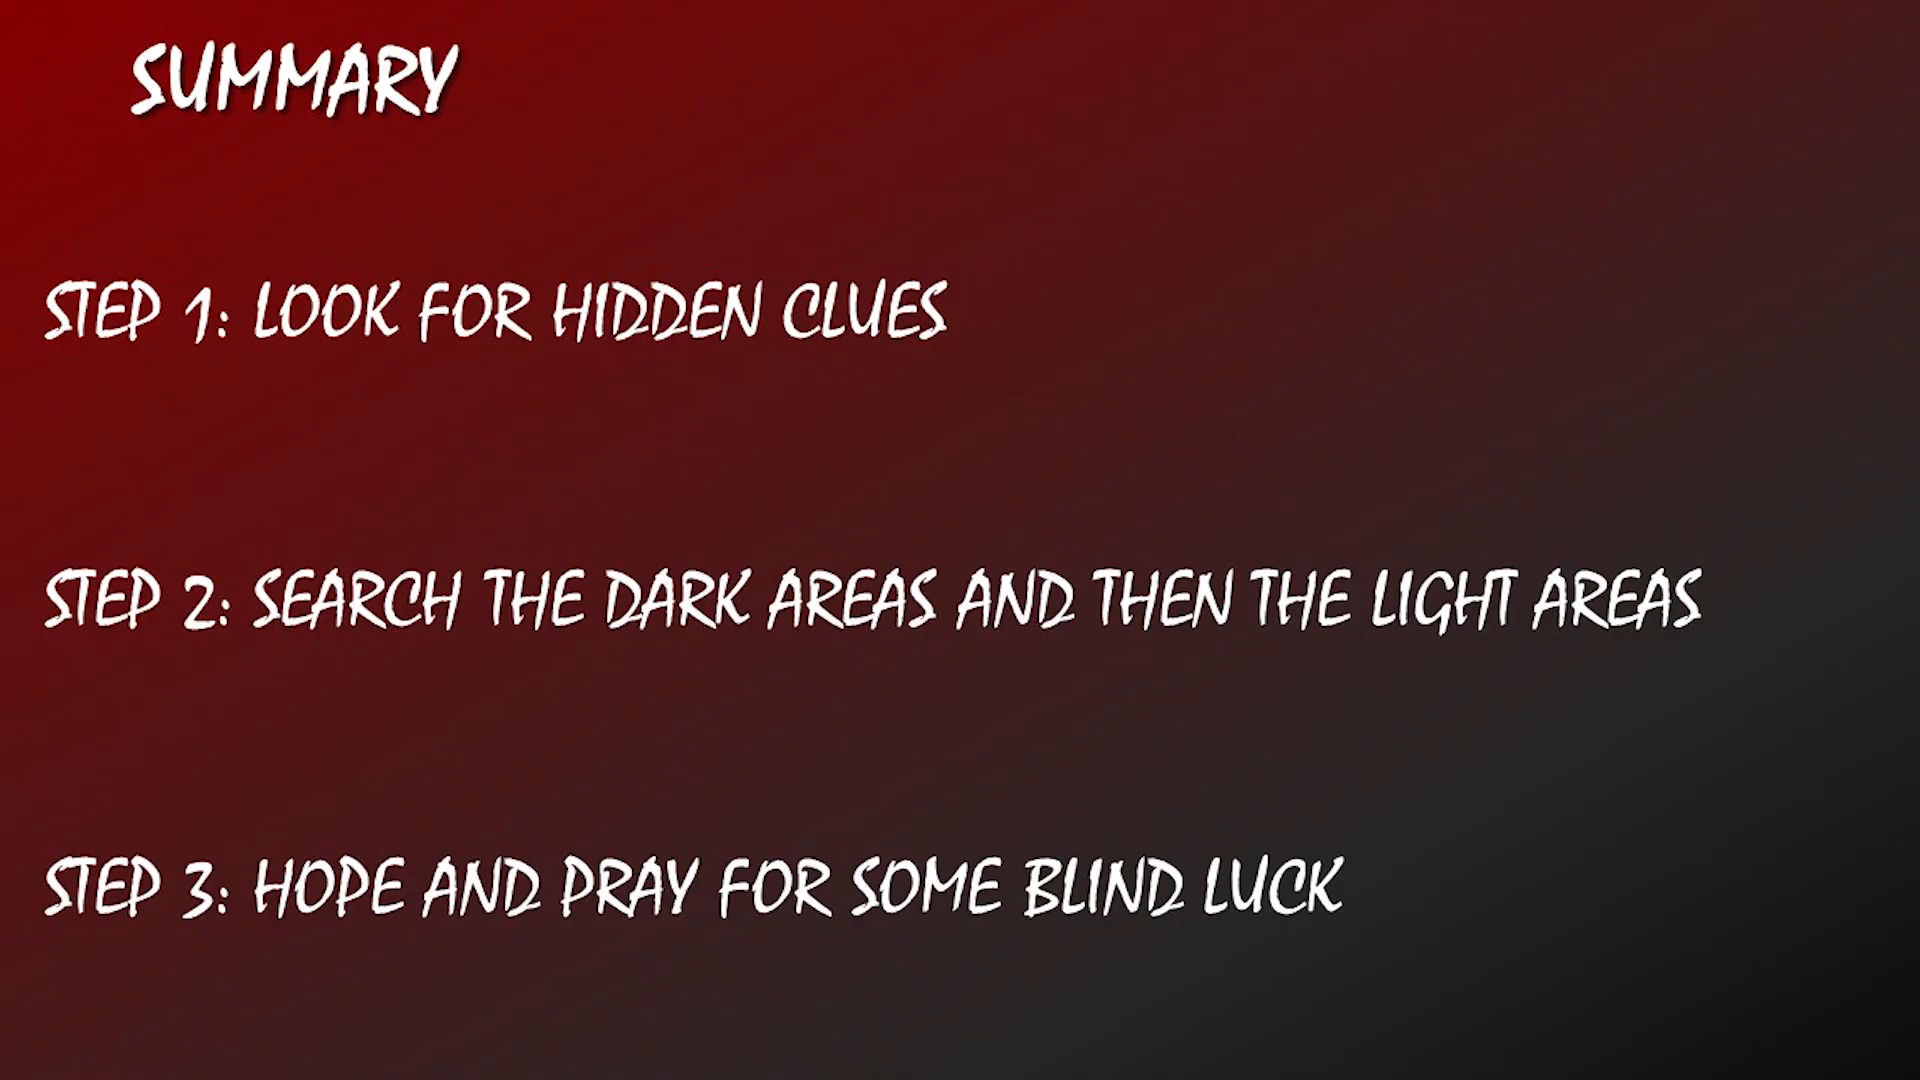 SUMMARY
STEP 1: LOOK FOR HIDDEN CLUES
STEP 2: SEARCH THE DARK AREAS AND THEN THE LIGHT AREAS
STEP 3: HOPE AND PRAY FOR SOME BLIND LUCK